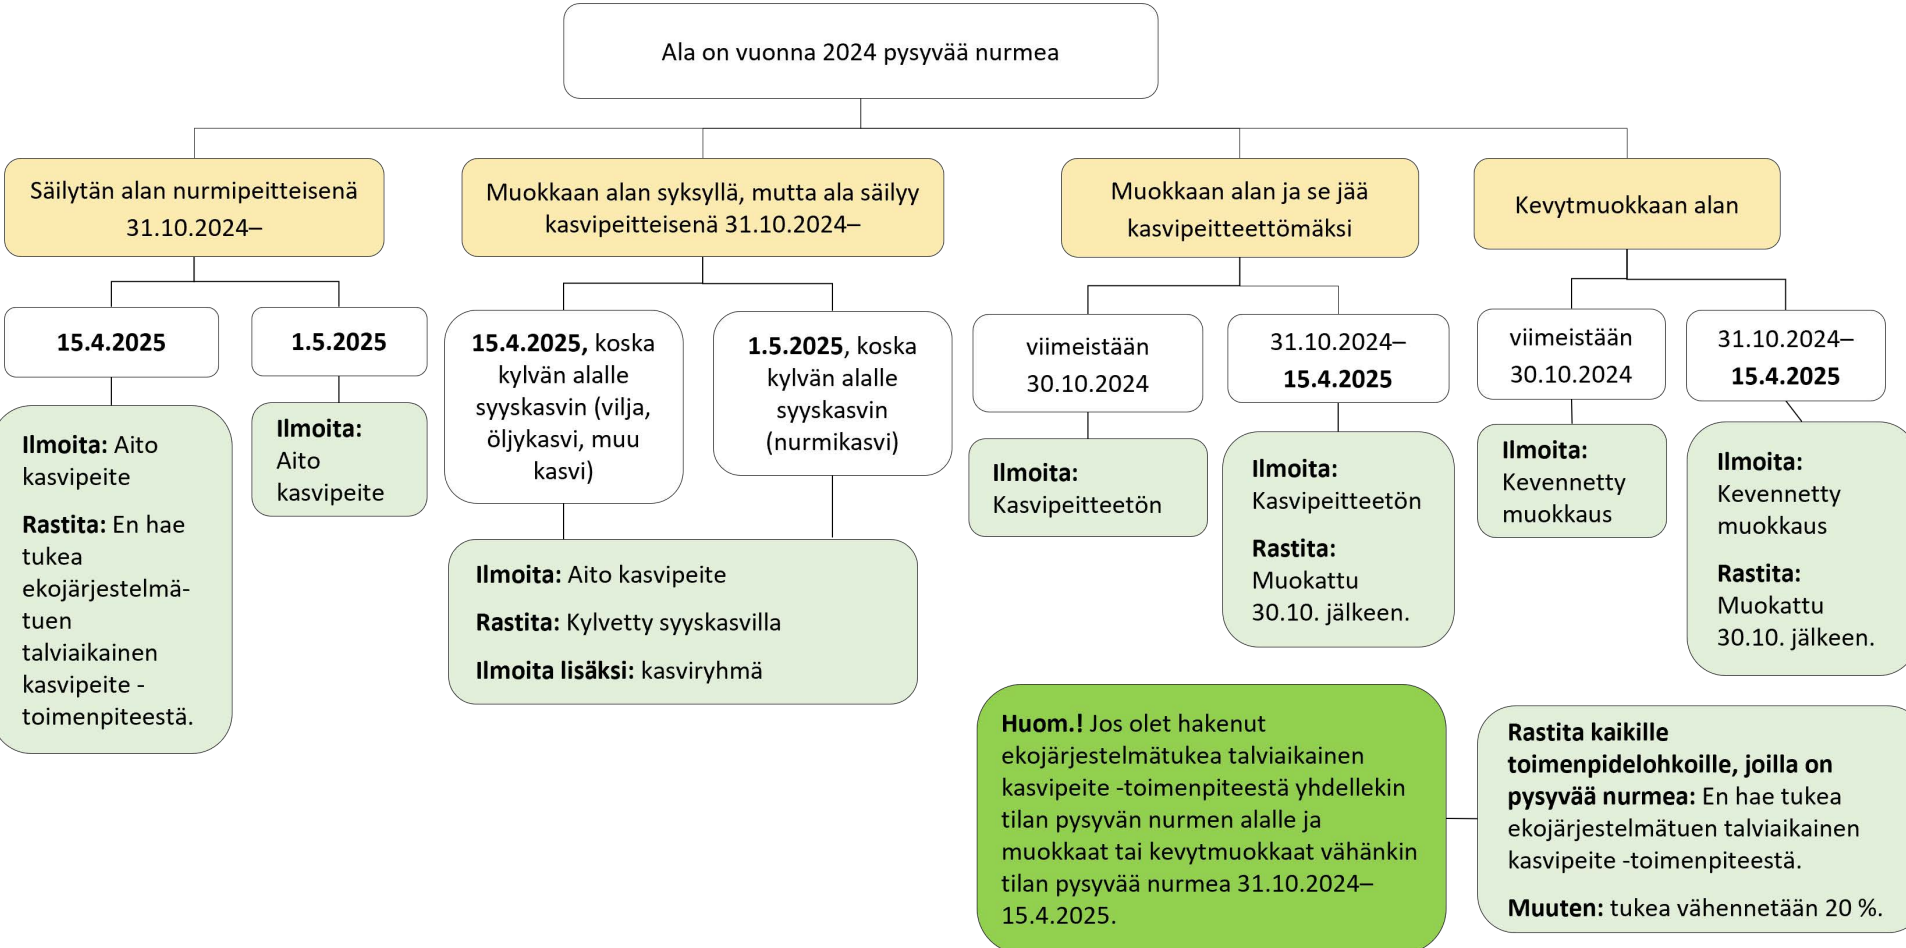 Ala on vuonna 2024 pysyvää nurmea
Säilytän alan nurmipeitteisenä
31.10.2024–
Muokkaan alan syksyllä, mutta ala säilyy
kasvipeitteisenä 31.10.2024–
Muokkaan alan ja se jää
kasvipeitteettömäksi
Kevytmuokkaan alan
15.4.2025
1.5.2025
15.4.2025, koska
kylvän alalle
syyskasvin (vilja,
öljykasvi, muu
kasvi)
1.5.2025, koska
kylvän alalle
syyskasvin
(nurmikasvi)
viimeistään
30.10.2024
31.10.2024–
15.4.2025
viimeistään
30.10.2024
31.10.2024–
15.4.2025
Ilmoita: Aito
kasvipeite
Rastita: En hae
tukea
ekojärjestelmä-
tuen
talviaikainen
kasvipeite -
toimenpiteestä.
Ilmoita:
Aito
kasvipeite
Ilmoita: Aito kasvipeite
Rastita: Kylvetty syyskasvilla
Ilmoita lisäksi: kasviryhmä
Ilmoita:
Kasvipeitteetön
Ilmoita:
Kasvipeitteetön
Rastita:
Muokattu
30.10. jälkeen.
Ilmoita:
Kevennetty
muokkaus
Ilmoita:
Kevennetty
muokkaus
Rastita:
Muokattu
30.10. jälkeen.
Huom.! Jos olet hakenut
ekojärjestelmätukea talviaikainen
kasvipeite -toimenpiteestä yhdellekin
tilan pysyvän nurmen alalle ja
muokkaat tai kevytmuokkaat vähänkin
tilan pysyvää nurmea 31.10.2024–
15.4.2025.
Rastita kaikille
toimenpidelohkoille, joilla on
pysyvää nurmea: En hae tukea
ekojärjestelmätuen talviaikainen
kasvipeite -toimenpiteestä.
Muuten: tukea vähennetään 20 %.